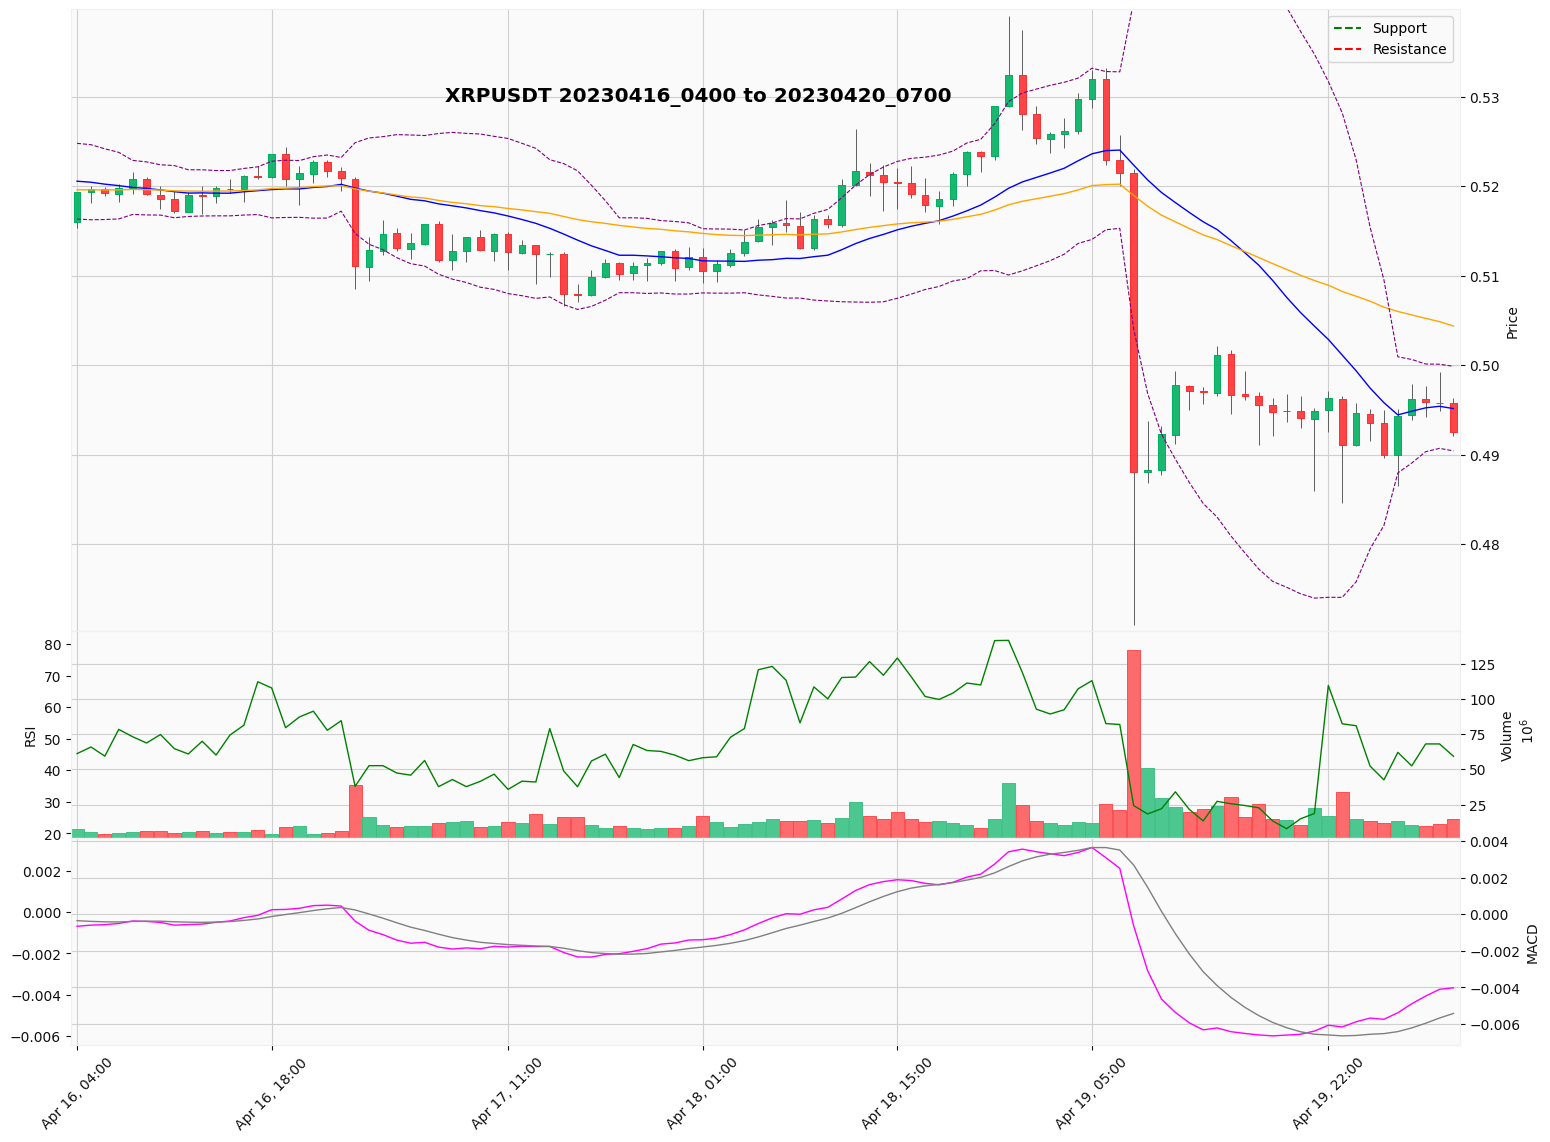 Support
Resistance
XRPUSDT 20230416_0400 to 20230420_0700
0.53
0.52
0.51
0.50
0.49
0.48
Price
80
70
60
50
40
30
20
RSI
125
100
75
50
25
Volume
10^6
0.002
0.000
−0.002
−0.004
−0.006
0.004
0.002
0.000
−0.002
−0.004
−0.006
MACD
Apr 16, 04:00
Apr 16, 18:00
Apr 17, 11:00
Apr 18, 01:00
Apr 18, 15:00
Apr 19, 05:00
Apr 19, 22:00